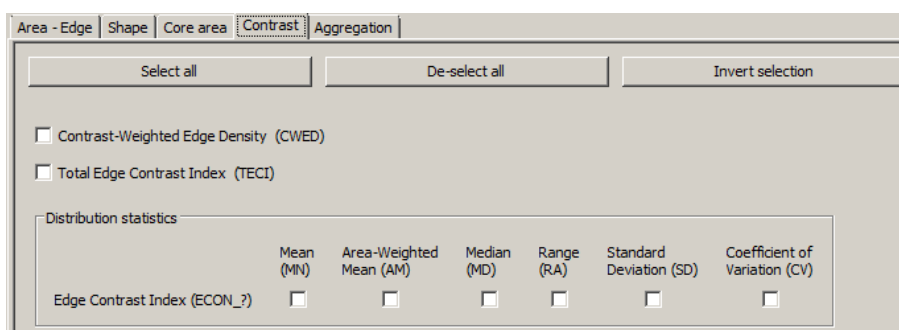 Area - Edge Shape Core area Contrast Aggregation
Select all De-select all Invert selection
Contrast-Weighted Edge Density (CWED)
Total Edge Contrast Index (TECI)
Distribution statistics
Mean Area-Weighted Median Range Standard Coefficient of
(MN) Mean (AM) (MD) (RA) Deviation (SD) Variation (CV)
Edge Contrast Index (ECON_?)